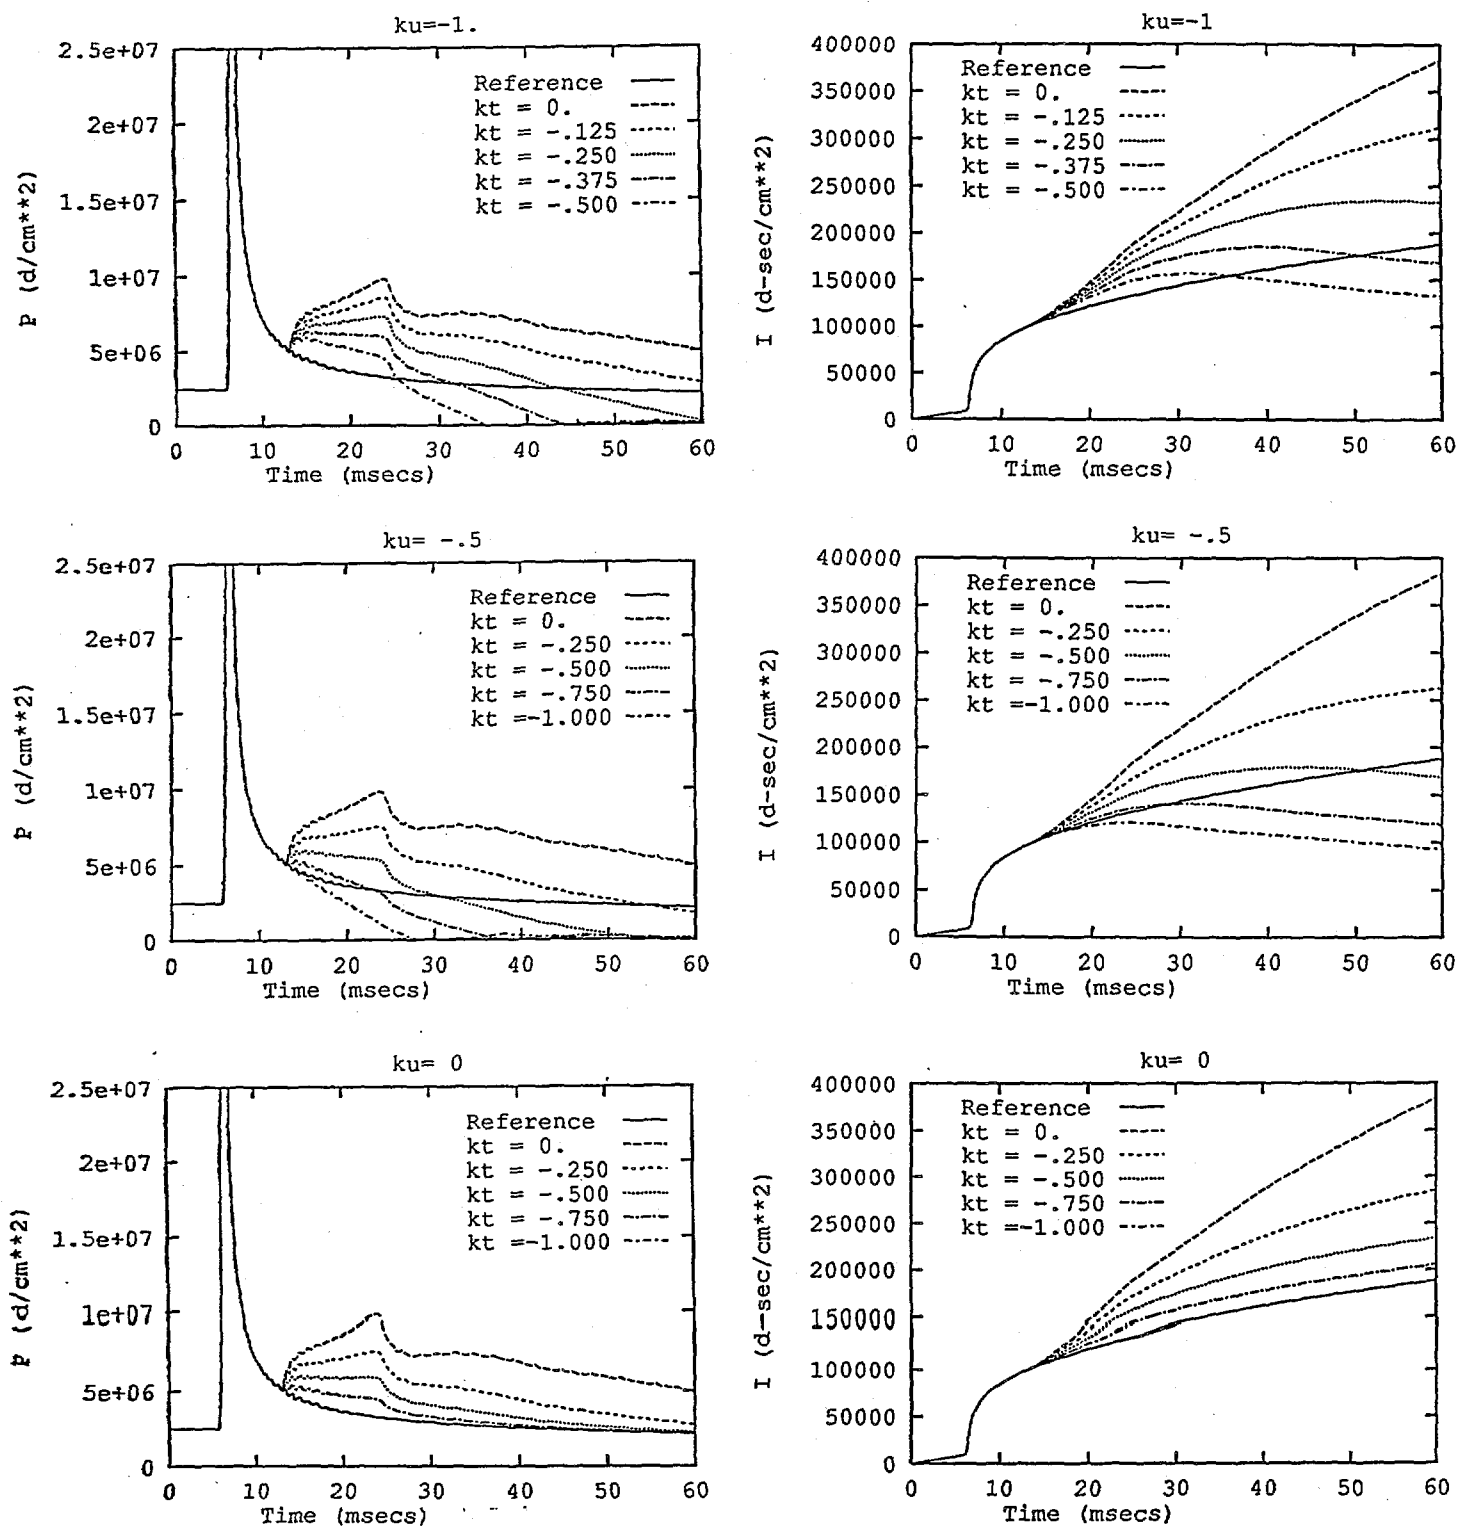 ku=-1.
2.5e+07
2e+07
1.5e+07
1e+07
5e+06
0
p (d/cm**2)
Reference
kt = 0.
kt = -.125
kt = -.250
kt = -.375
kt = -.500
0 10 20 30 40 50 60
Time (msecs)
ku=-1
400000
350000
300000
250000
200000
150000
100000
50000
0
I (d-sec/cm**2)
Reference
kt = 0.
kt = -.125
kt = -.250
kt = -.375
kt = -.500
0 10 20 30 40 50 60
Time (msecs)
ku= -.5
2.5e+07
2e+07
1.5e+07
1e+07
5e+06
0
p (d/cm**2)
Reference
kt = 0.
kt = -.250
kt = -.500
kt = -.750
kt =-1.000
0 10 20 30 40 50 60
Time (msecs)
ku= -.5
400000
350000
300000
250000
200000
150000
100000
50000
0
I (d-sec/cm**2)
Reference
kt = 0.
kt = -.250
kt = -.500
kt = -.750
kt =-1.000
0 10 20 30 40 50 60
Time (msecs)
ku= 0
2.5e+07
2e+07
1.5e+07
1e+07
5e+06
0
p (d/cm**2)
Reference
kt = 0.
kt = -.250
kt = -.500
kt = -.750
kt =-1.000
0 10 20 30 40 50 60
Time (msecs)
ku= 0
400000
350000
300000
250000
200000
150000
100000
50000
0
I (d-sec/cm**2)
Reference
kt = 0.
kt = -.250
kt = -.500
kt = -.750
kt =-1.000
0 10 20 30 40 50 60
Time (msecs)